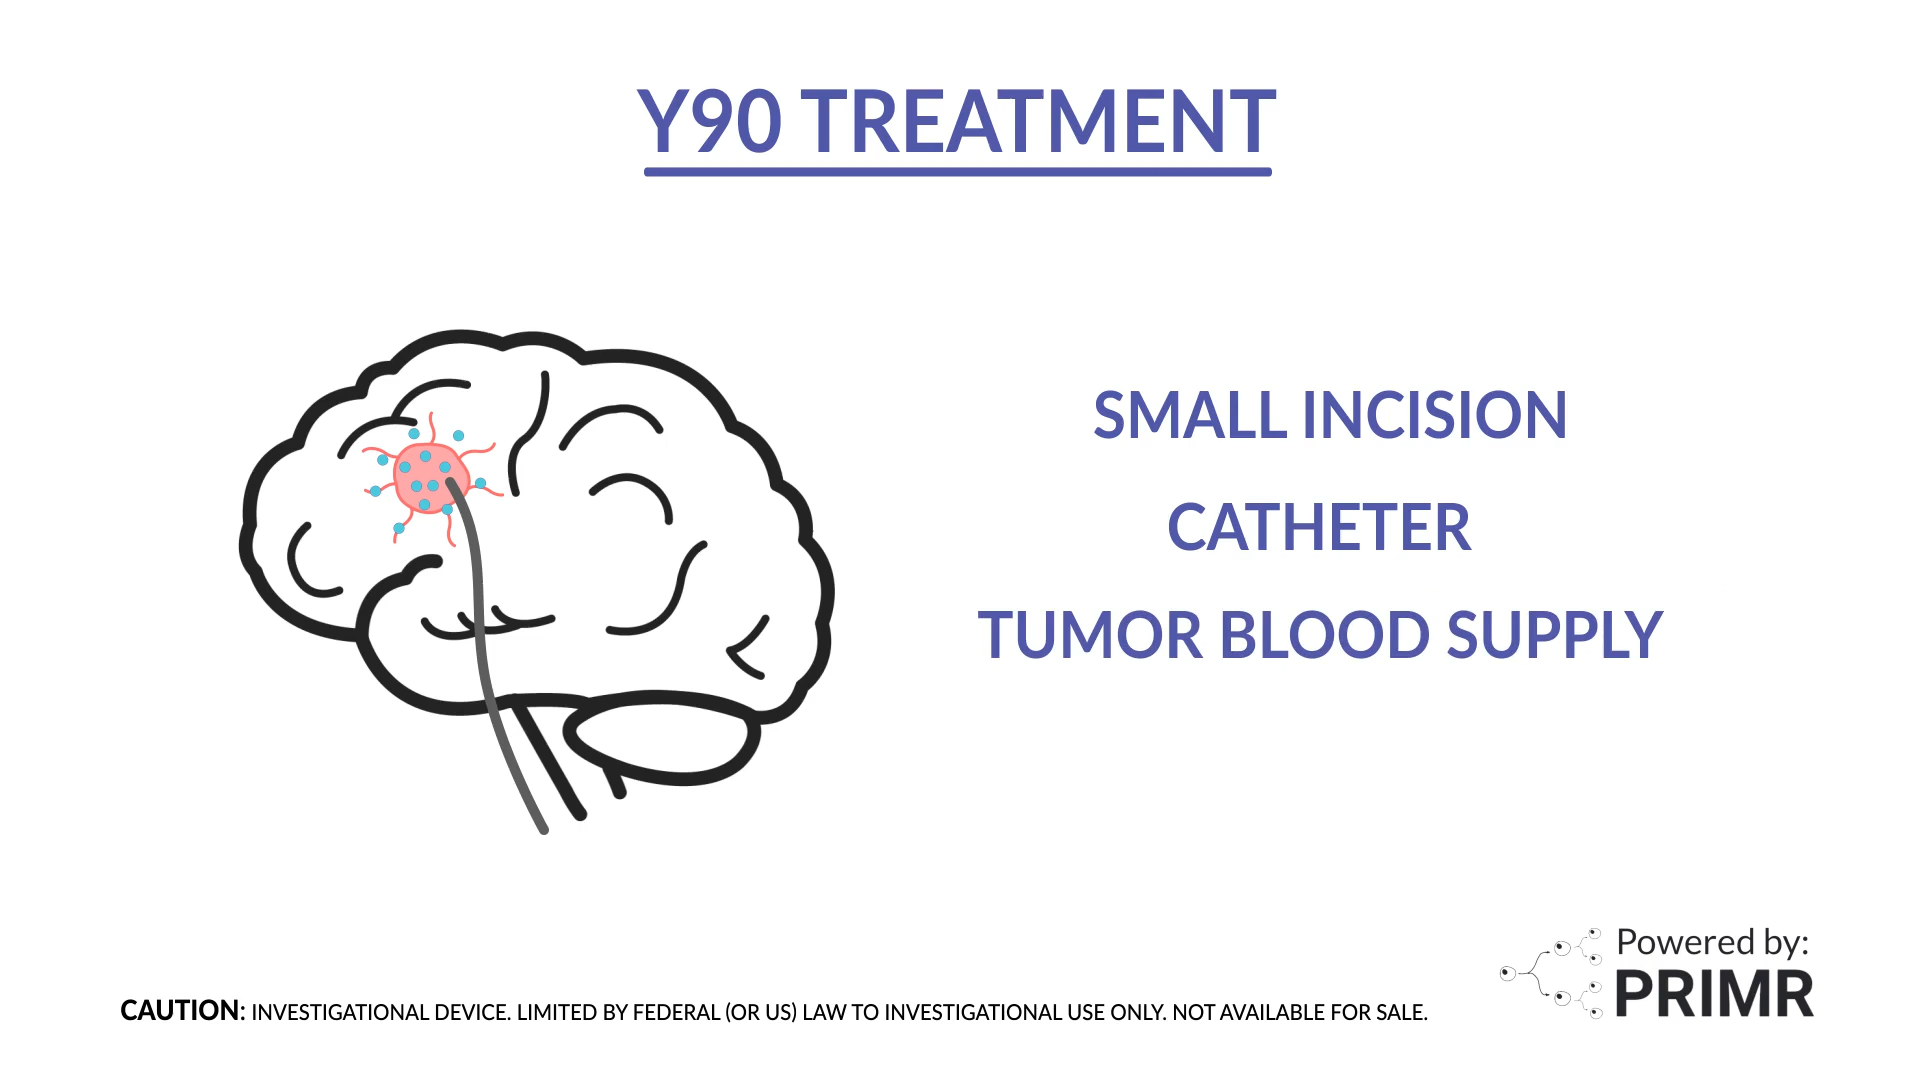 Y90 TREATMENT
SMALL INCISION
CATHETER
TUMOR BLOOD SUPPLY
Powered by:
PRIMR
CAUTION: INVESTIGATIONAL DEVICE. LIMITED BY FEDERAL (OR US) LAW TO INVESTIGATIONAL USE ONLY. NOT AVAILABLE FOR SALE.